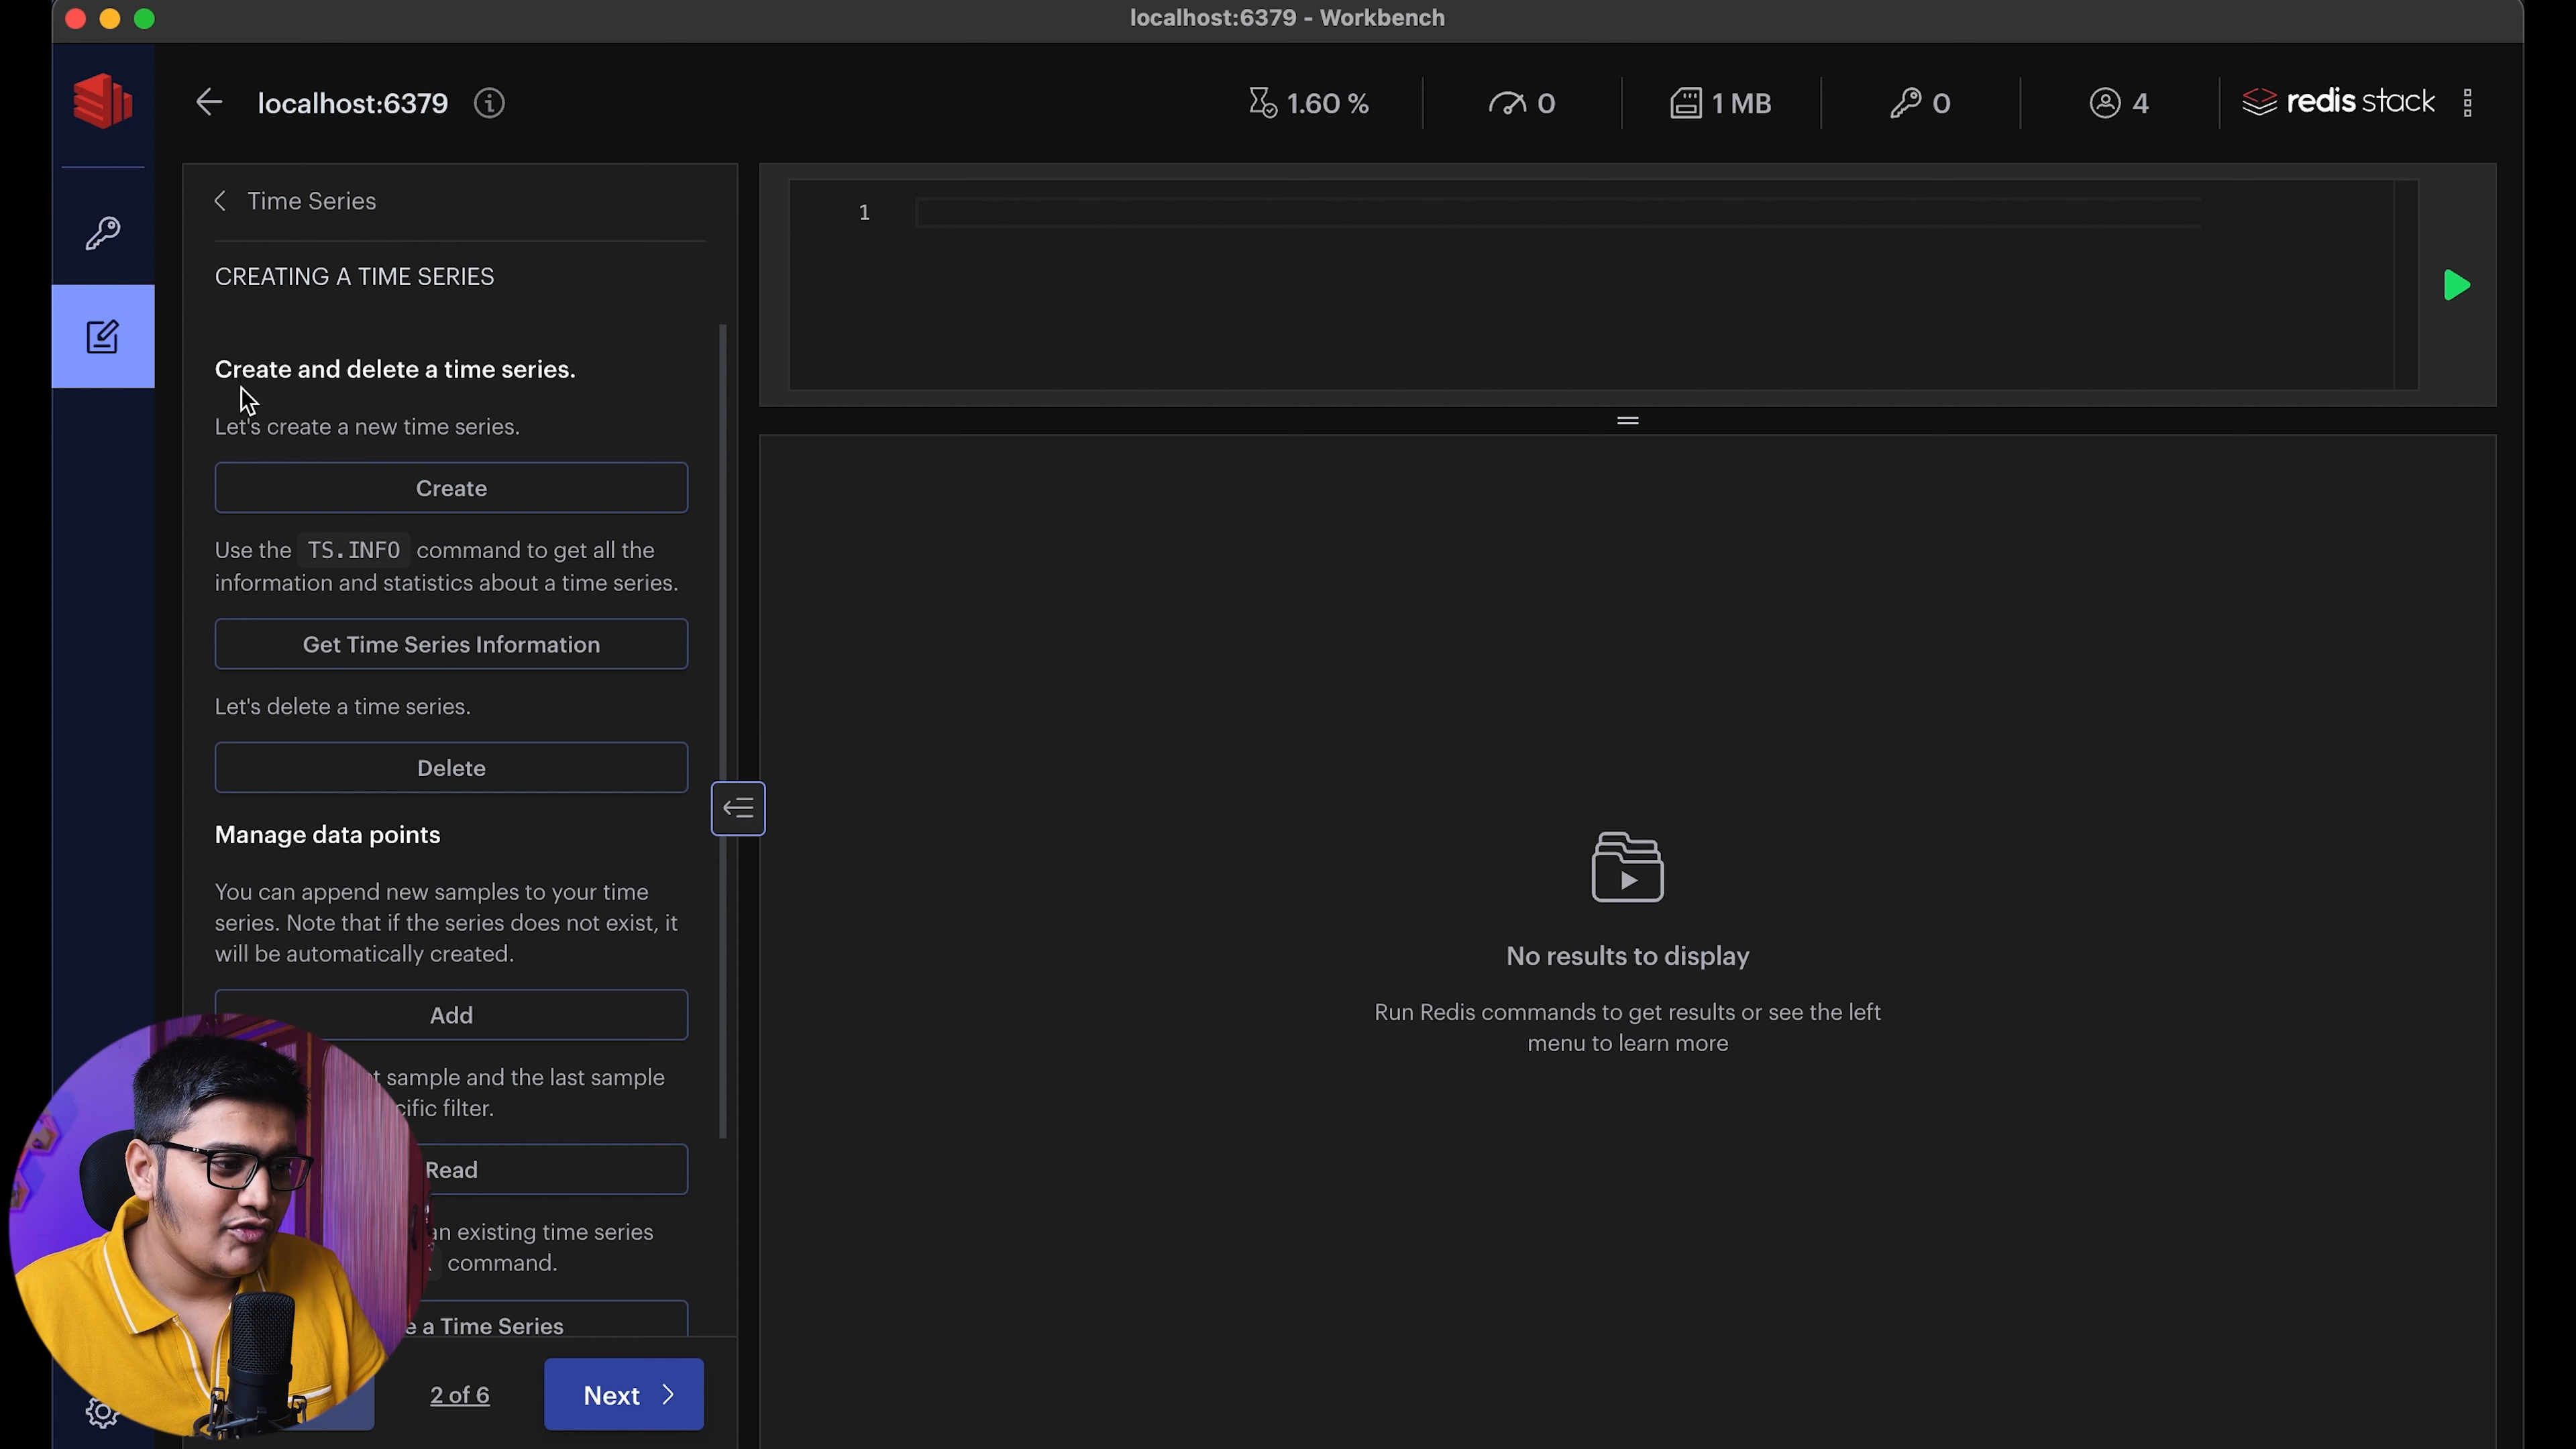 localhost:6379 - Workbench
localhost:6379
1.60 %
0
1 MB
0
4
redis stack
Time Series
CREATING A TIME SERIES
Create and delete a time series.
Let's create a new time series.
Create
Use the TS.INFO command to get all the
information and statistics about a time series.
Get Time Series Information
Let's delete a time series.
Delete
Manage data points
You can append new samples to your time
series. Note that if the series does not exist, it
will be automatically created.
Add
sample and the last sample
filter.
Read
an existing time series
command.
a Time Series
2 of 6
Next
1
No results to display
Run Redis commands to get results or see the left
menu to learn more